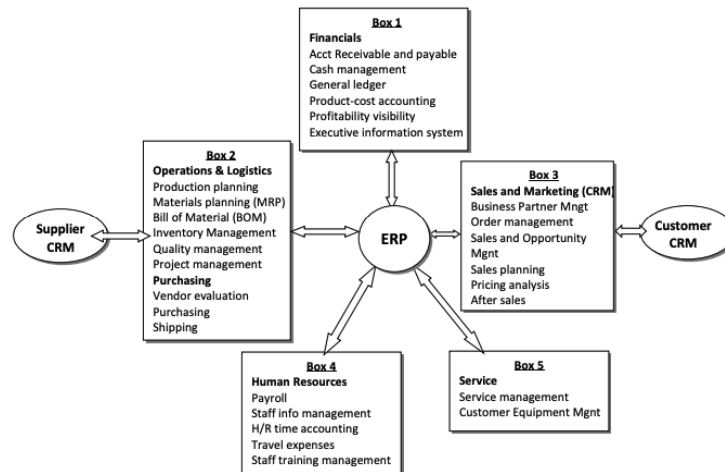 Box 1
Financials
Acct Receivable and payable
Cash management
General ledger
Product-cost accounting
Profitability visibility
Executive information system
Box 2
Operations & Logistics
Production planning
Materials planning (MRP)
Bill of Material (BOM)
Inventory Management
Quality management
Project management
Purchasing
Vendor evaluation
Purchasing
Shipping
Box 3
Sales and Marketing (CRM)
Business Partner Mngt
Order management
Sales and Opportunity
Mgnt
Sales planning
Pricing analysis
After sales
Supplier
CRM
ERP
Customer
CRM
Box 4
Human Resources
Payroll
Staff info management
H/R time accounting
Travel expenses
Staff training management
Box 5
Service
Service management
Customer Equipment Mgnt